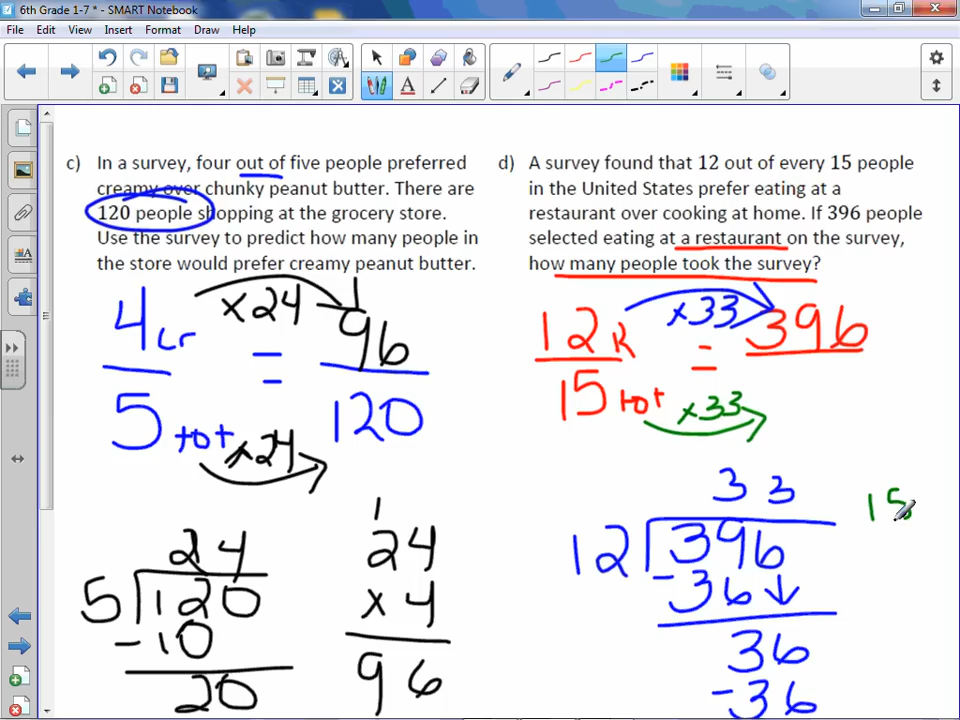 6th Grade 1-7 * - SMART Notebook
File Edit View Insert Format Draw Help
c) In a survey, four out of five people preferred
creamy over chunky peanut butter. There are
120 people shopping at the grocery store.
Use the survey to predict how many people in
the store would prefer creamy peanut butter.
4 cr = 96
x24
5 tot 120
x24
24
5 120
-10
20
1
24
x 4
96
d) A survey found that 12 out of every 15 people
in the United States prefer eating at a
restaurant over cooking at home. If 396 people
selected eating at a restaurant on the survey,
how many people took the survey?
12 R = 396
x33
15 tot
x33
33
12 396
-36
36
-36
15